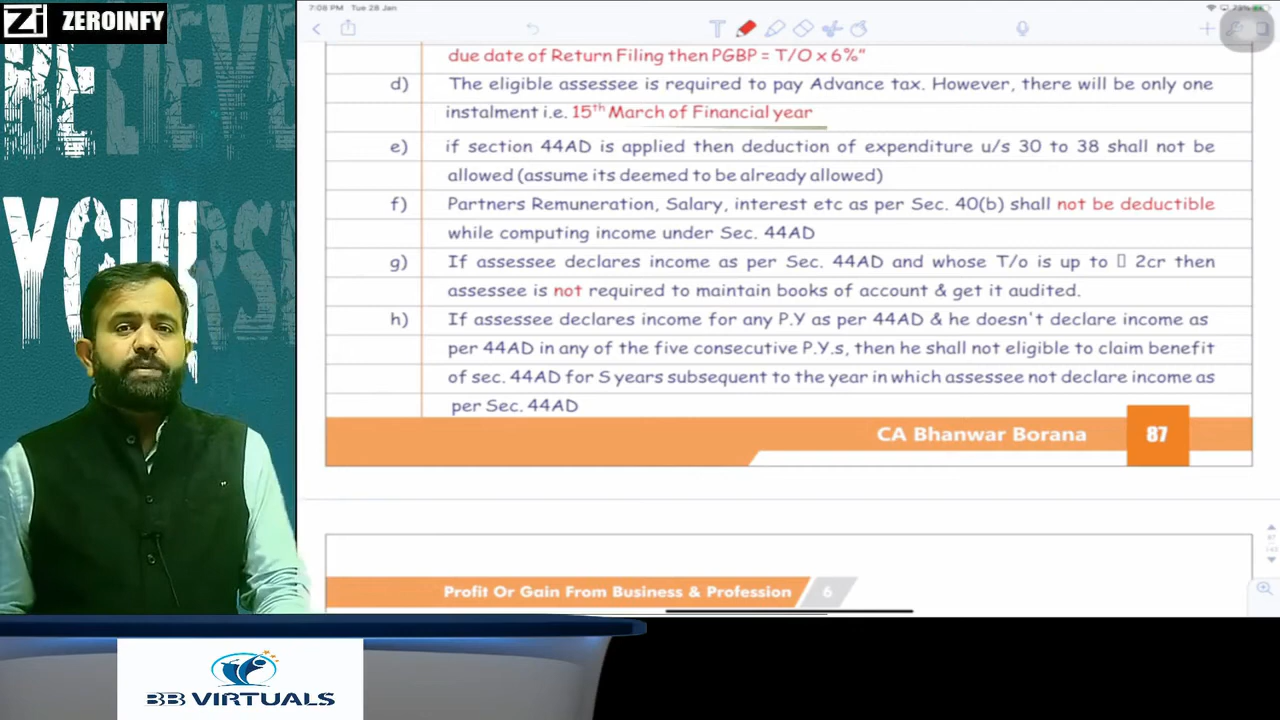 Zi ZEROINFY
BELIEVE
YOURSELF
7:08 PM Tue 28 Jan
due date of Return Filing then PGBP = T/O x 6%"
d) The eligible assessee is required to pay Advance tax. However, there will be only one
instalment i.e. 15th March of Financial year
e) if section 44AD is applied then deduction of expenditure u/s 30 to 38 shall not be
allowed (assume its deemed to be already allowed)
f) Partners Remuneration, Salary, interest etc as per Sec. 40(b) shall not be deductible
while computing income under Sec. 44AD
g) If assessee declares income as per Sec. 44AD and whose T/o is up to ▯ 2cr then
assessee is not required to maintain books of account & get it audited.
h) If assessee declares income for any P.Y as per 44AD & he doesn't declare income as
per 44AD in any of the five consecutive P.Y.s, then he shall not eligible to claim benefit
of sec. 44AD for 5 years subsequent to the year in which assessee not declare income as
per Sec. 44AD
CA Bhanwar Borana 87
Profit Or Gain From Business & Profession 6
BB VIRTUALS